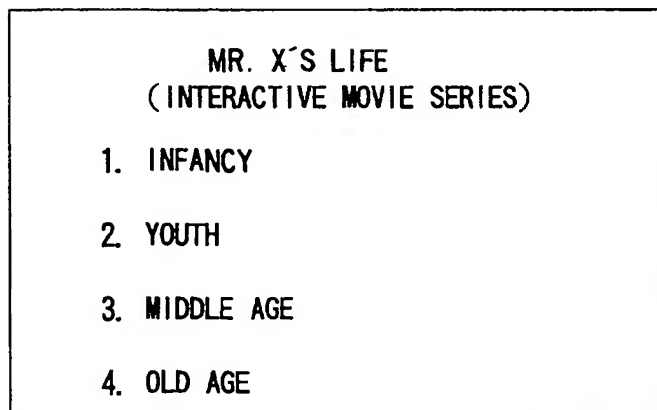 MR. X´S LIFE
(INTERACTIVE MOVIE SERIES)
1. INFANCY
2. YOUTH
3. MIDDLE AGE
4. OLD AGE